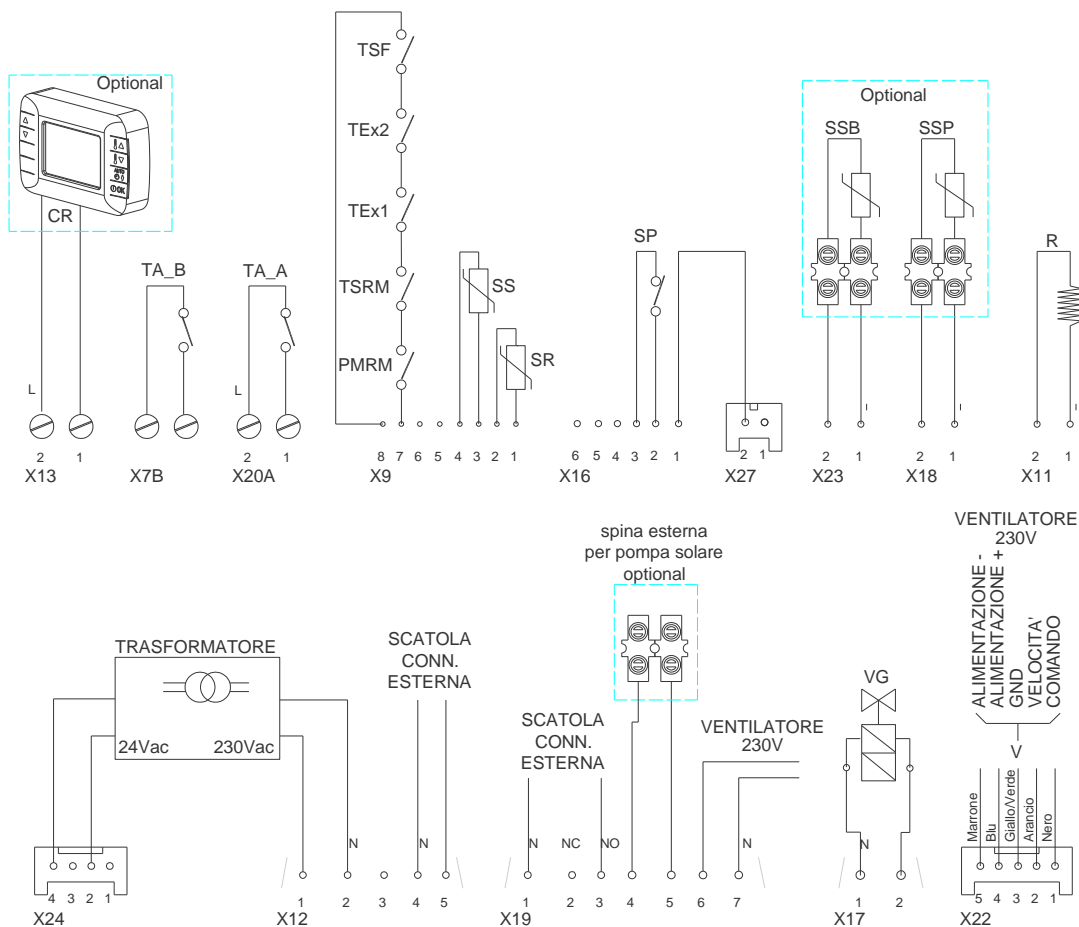 Optional
AUTO
OK
CR
TA_B
TA_A
L
L
2 1
X13
X7B
2 1
X20A
TSF
TEx2
TEx1
TSRM
PMRM
SS
SR
8 7 6 5 4 3 2 1
X9
SP
6 5 4 3 2 1
X16
2 1
X27
Optional
SSB
SSP
2 1
X23
2 1
X18
R
2 1
X11
TRASFORMATORE
24Vac
230Vac
4 3 2 1
X24
SCATOLA
CONN.
ESTERNA
N
N
1 2 3 4 5
X12
spina esterna
per pompa solare
optional
SCATOLA
CONN.
ESTERNA
VENTILATORE
230V
N
NC
NO
N
1 2 3 4 5 6 7
X19
VG
N
1 2
X17
VENTILATORE
230V
ALIMENTAZIONE -
ALIMENTAZIONE +
GND
VELOCITA'
COMANDO
V
Marrone
Blu
Giallo/Verde
Arancio
Nero
5 4 3 2 1
X22